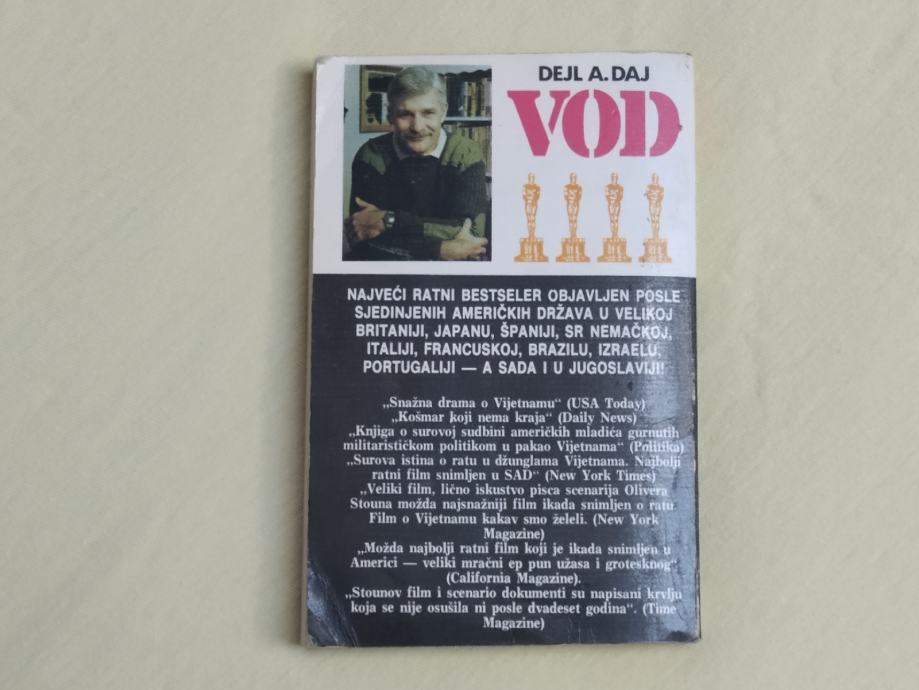 DEJL A. DAJ
VOD
NAJVEĆI RATNI BESTSELER OBJAVLJEN POSLE
SJEDINJENIH AMERIČKIH DRŽAVA U VELIKOJ
BRITANIJI, JAPANU, ŠPANIJI, SR NEMAČKOJ,
ITALIJI, FRANCUSKOJ, BRAZILU, IZRAELU,
PORTUGALIJI — A SADA I U JUGOSLAVIJI!
„Snažna drama o Vijetnamu“ (USA Today)
„Košmar koji nema kraja“ (Daily News)
„Knjiga o surovoj sudbini američkih mladića gurnutih
militarističkom politikom u pakao Vijetnama“ (Politika)
„Surova istina o ratu u džunglama Vijetnama. Najbolji
ratni film snimljen u SAD“ (New York Times)
„Veliki film, lično iskustvo pisca scenarija Olivera
Stouna možda najsnažniji film ikada snimljen o ratu.
Film o Vijetnamu kakav smo želeli. (New York
Magazine)
„Možda najbolji ratni film koji je ikada snimljen u
Americi — veliki mračni ep pun užasa i grotesknog“
(California Magazine).
„Stounov film i scenario dokumenti su napisani krvlju
koja se nije osušila ni posle dvadeset godina“. (Time
Magazine)